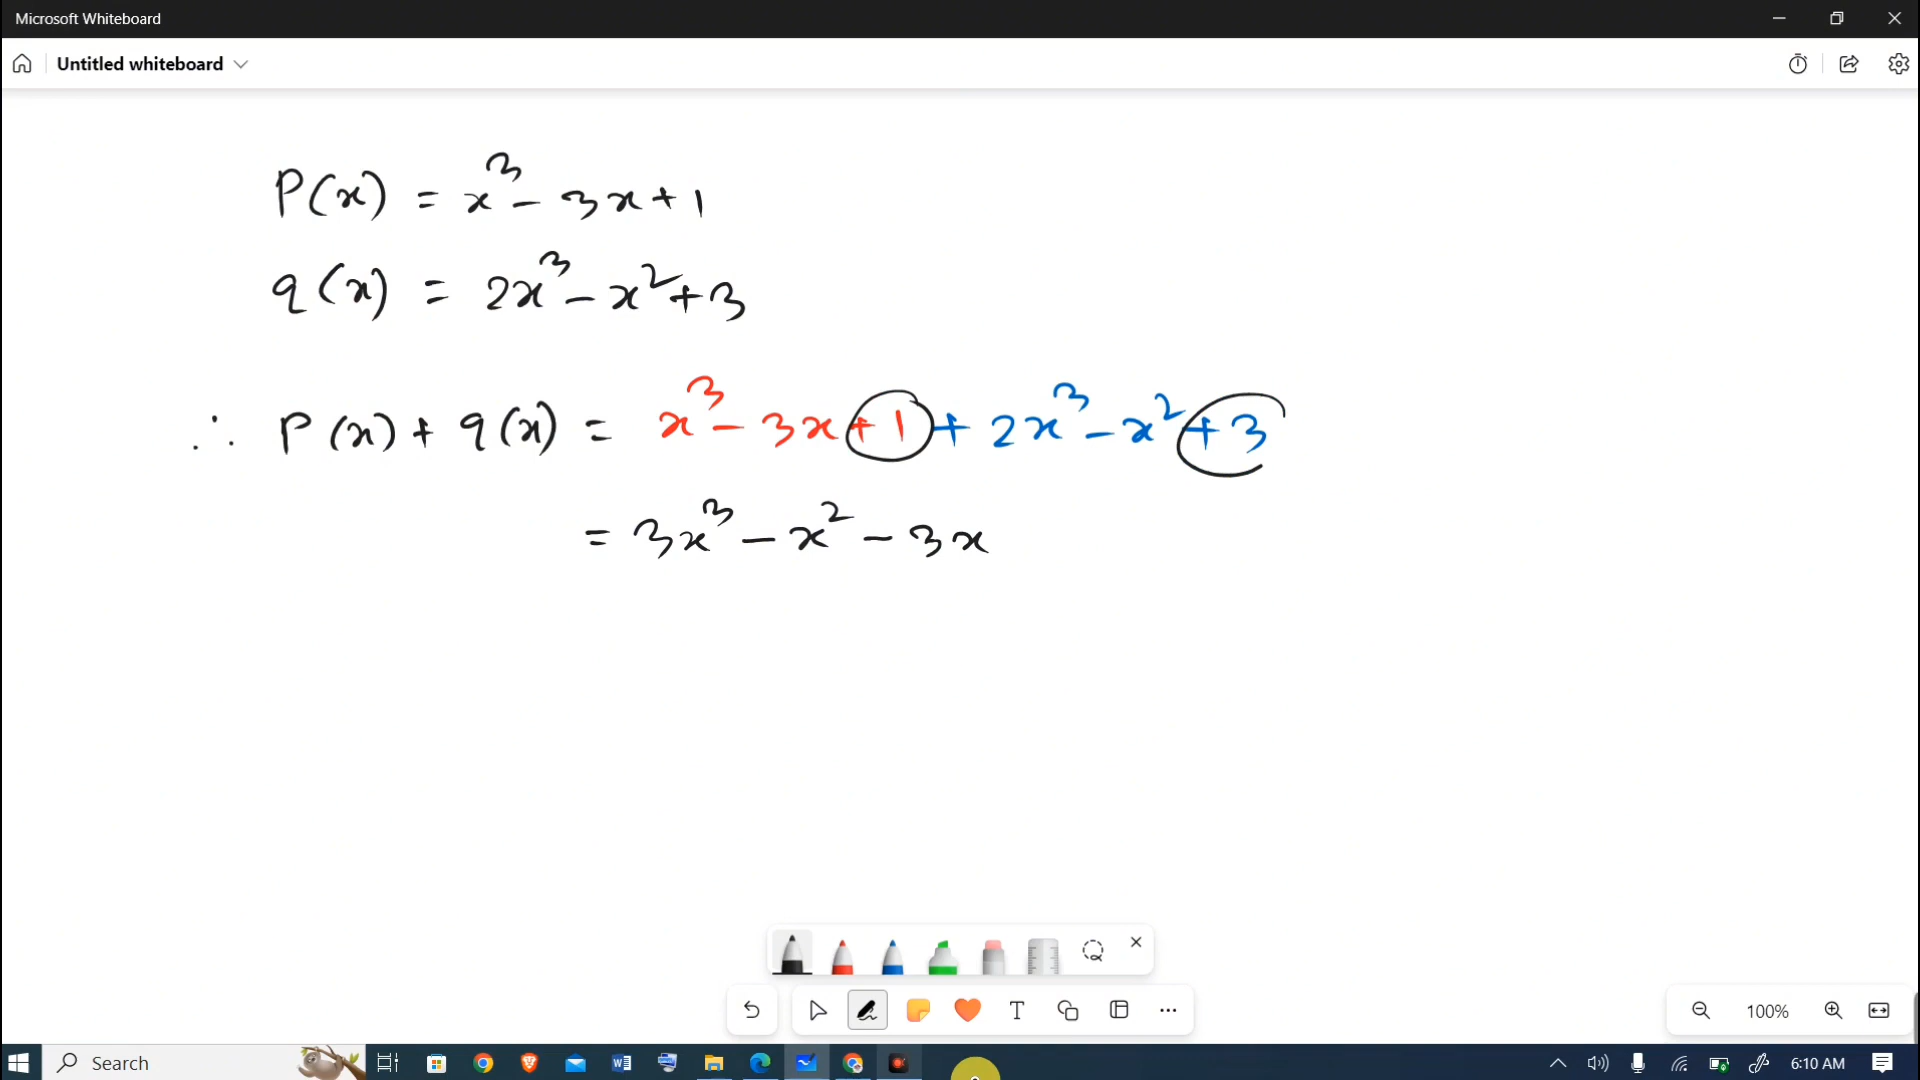 Microsoft Whiteboard
Untitled whiteboard
P(x) = x³ - 3x + 1
q(x) = 2x³ - x² + 3
∴ P(x) + q(x) = x³ - 3x + 1 + 2x³ - x² + 3
= 3x³ - x² - 3x
100%
Search
6:10 AM